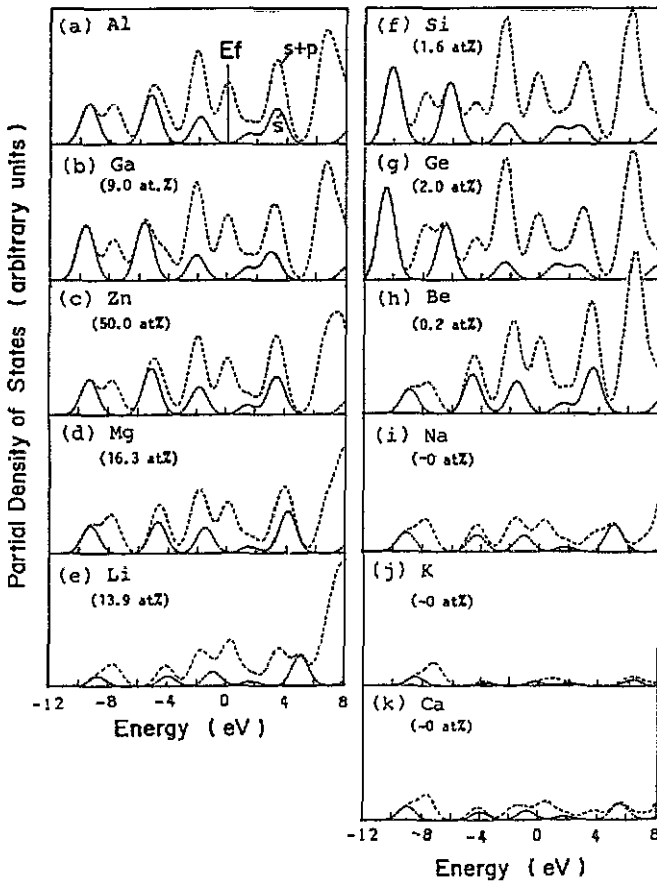 Partial Density of States (arbitrary units)
(a) Al
Ef
s+p
s
(b) Ga
(9.0 at.%)
(c) Zn
(50.0 at%)
(d) Mg
(16.3 at%)
(e) Li
(13.9 at%)
-12 -8 -4 0 4 8
Energy (eV)
(f) Si
(1.6 at%)
(g) Ge
(2.0 at%)
(h) Be
(0.2 at%)
(i) Na
(~0 at%)
(j) K
(~0 at%)
(k) Ca
(~0 at%)
-12 -8 -4 0 4 8
Energy (eV)